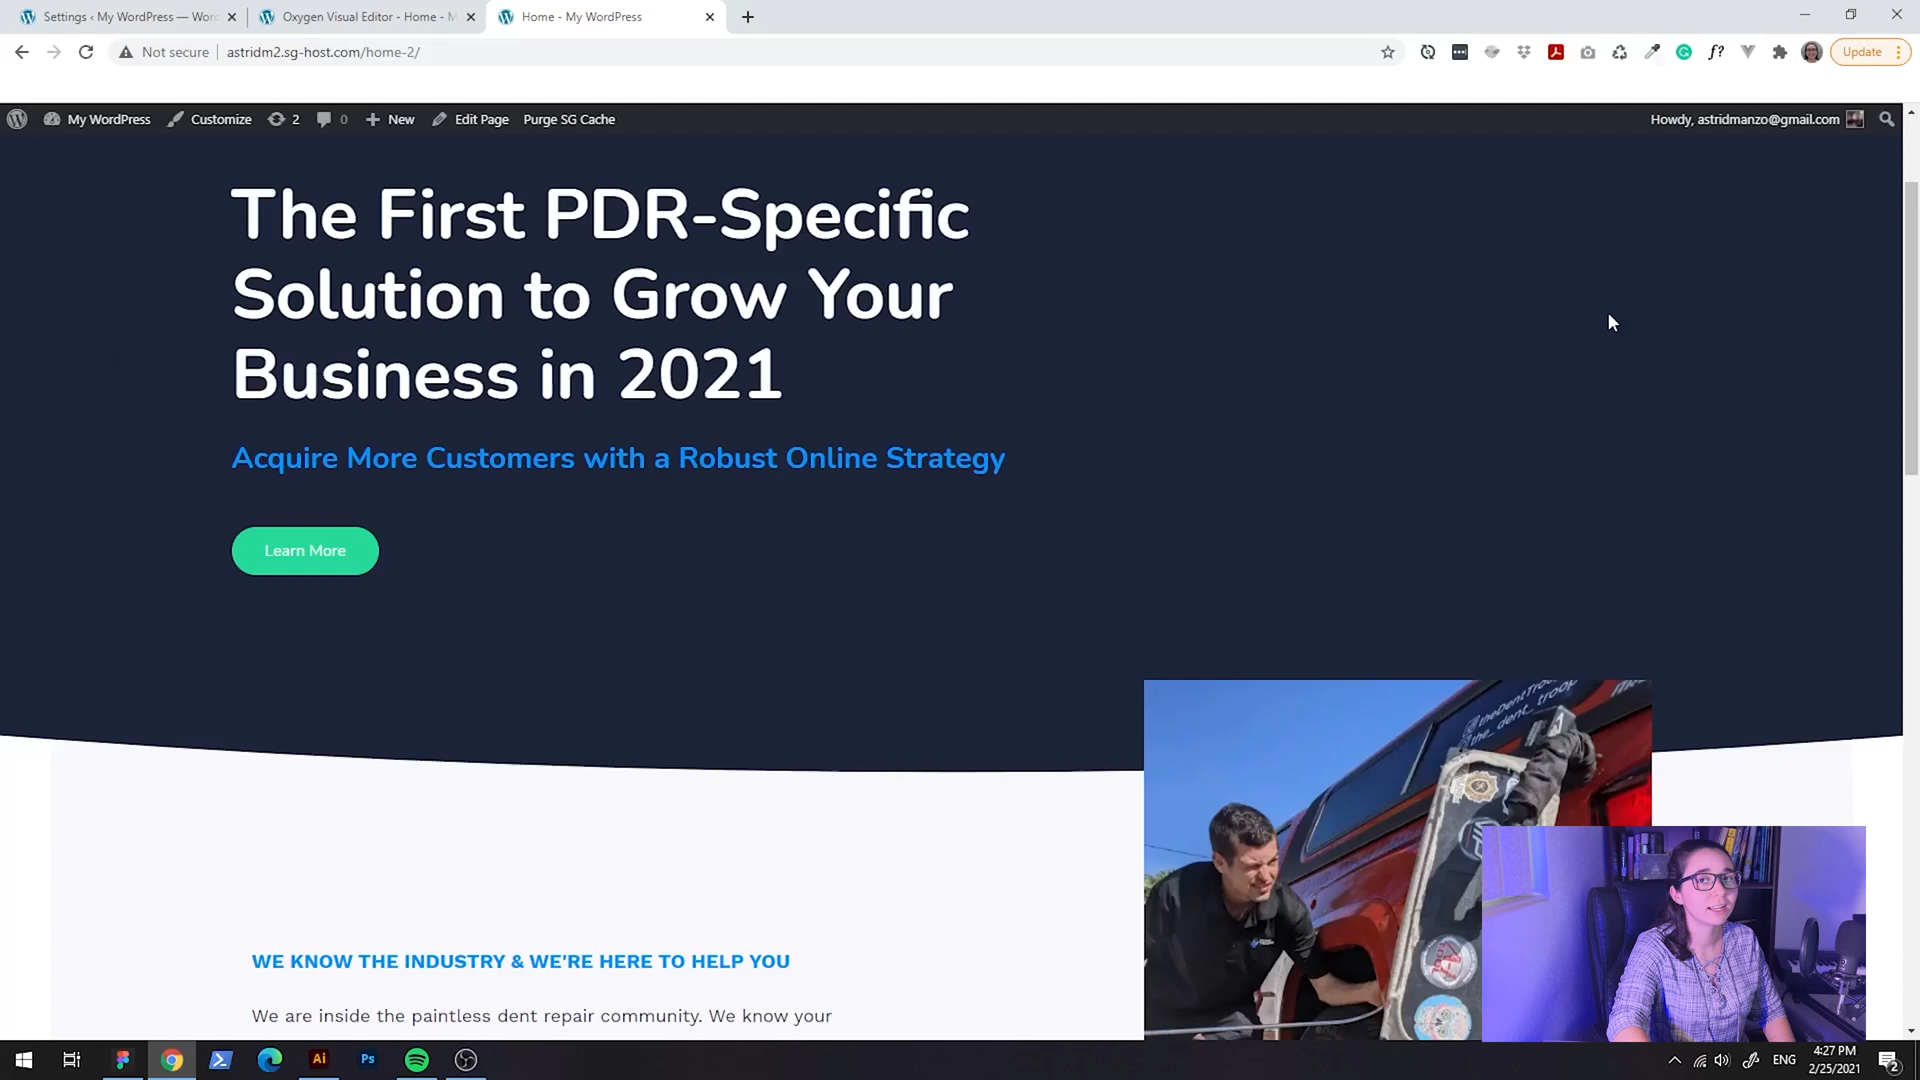 Settings ‹ My WordPress — Wor
Oxygen Visual Editor - Home - M
Home - My WordPress
Not secure
astridm2.sg-host.com/home-2/
f?
Update
My WordPress
Customize
2
0
New
Edit Page
Purge SG Cache
Howdy, astridmanzo@gmail.com
The First PDR-Specific
Solution to Grow Your
Business in 2021
Acquire More Customers with a Robust Online Strategy
Learn More
WE KNOW THE INDUSTRY & WE'RE HERE TO HELP YOU
We are inside the paintless dent repair community. We know your
Ai
Ps
ENG
4:27 PM
2/25/2021
2